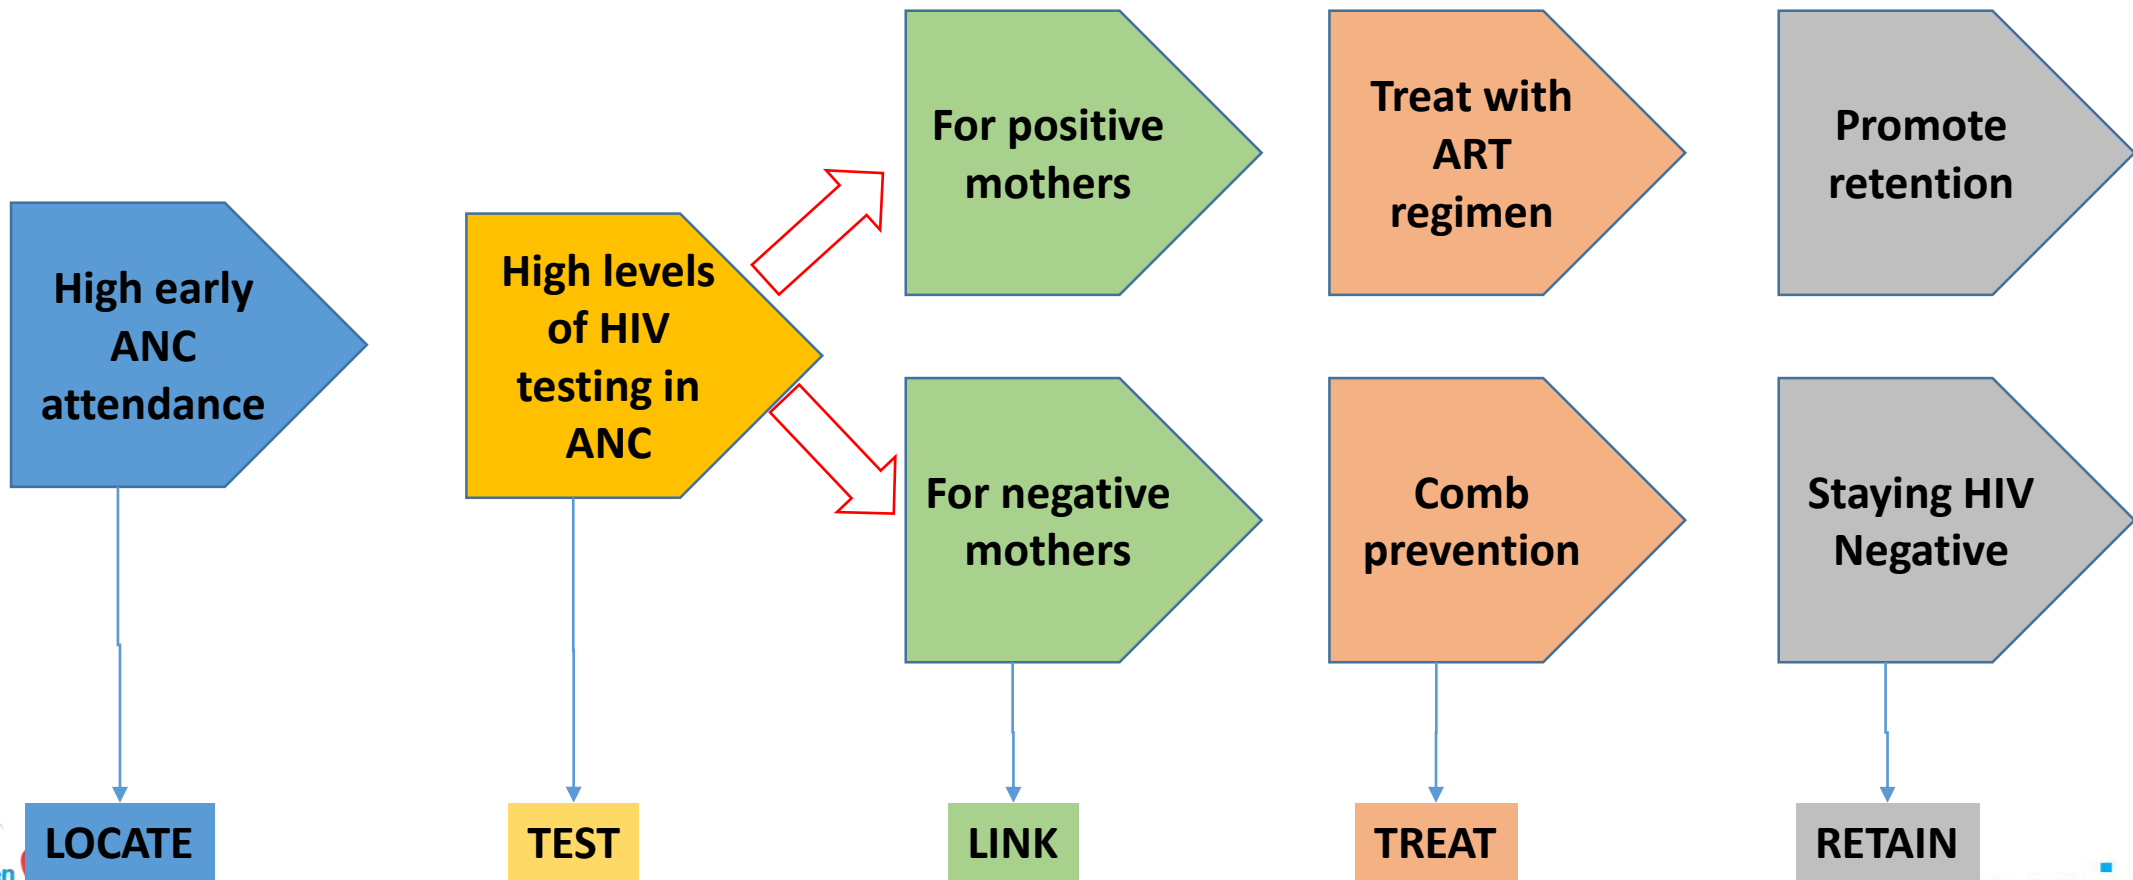 High early
ANC
attendance
High levels
of HIV
testing in
ANC
For positive
mothers
Treat with
ART
regimen
Promote
retention
For negative
mothers
Comb
prevention
Staying HIV
Negative
LOCATE
TEST
LINK
TREAT
RETAIN